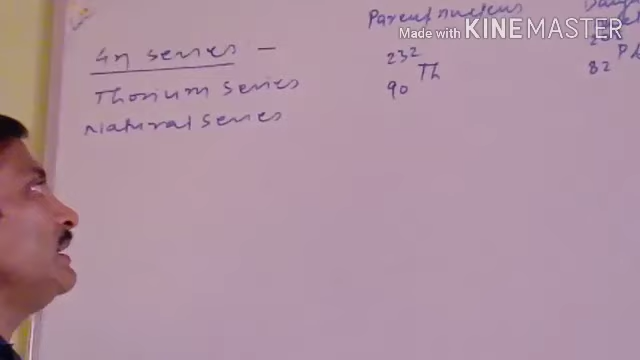 Parent nucleus
Made with KINEMASTER
4n series -
232
Th
90
82
Thorium series
Natural series